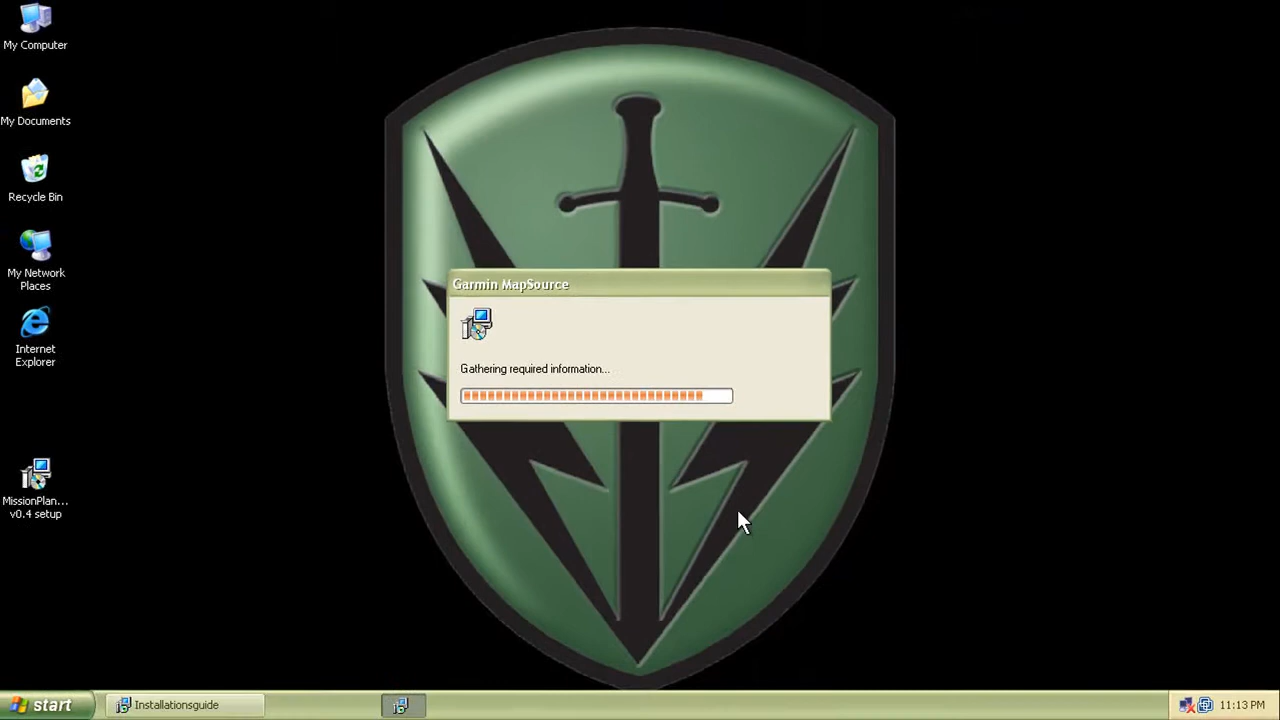 My Computer
My Documents
Recycle Bin
My Network
Places
Internet
Explorer
MissionPlan...
v0.4 setup
Garmin MapSource
Gathering required information...
start
Installationsguide
11:13 PM